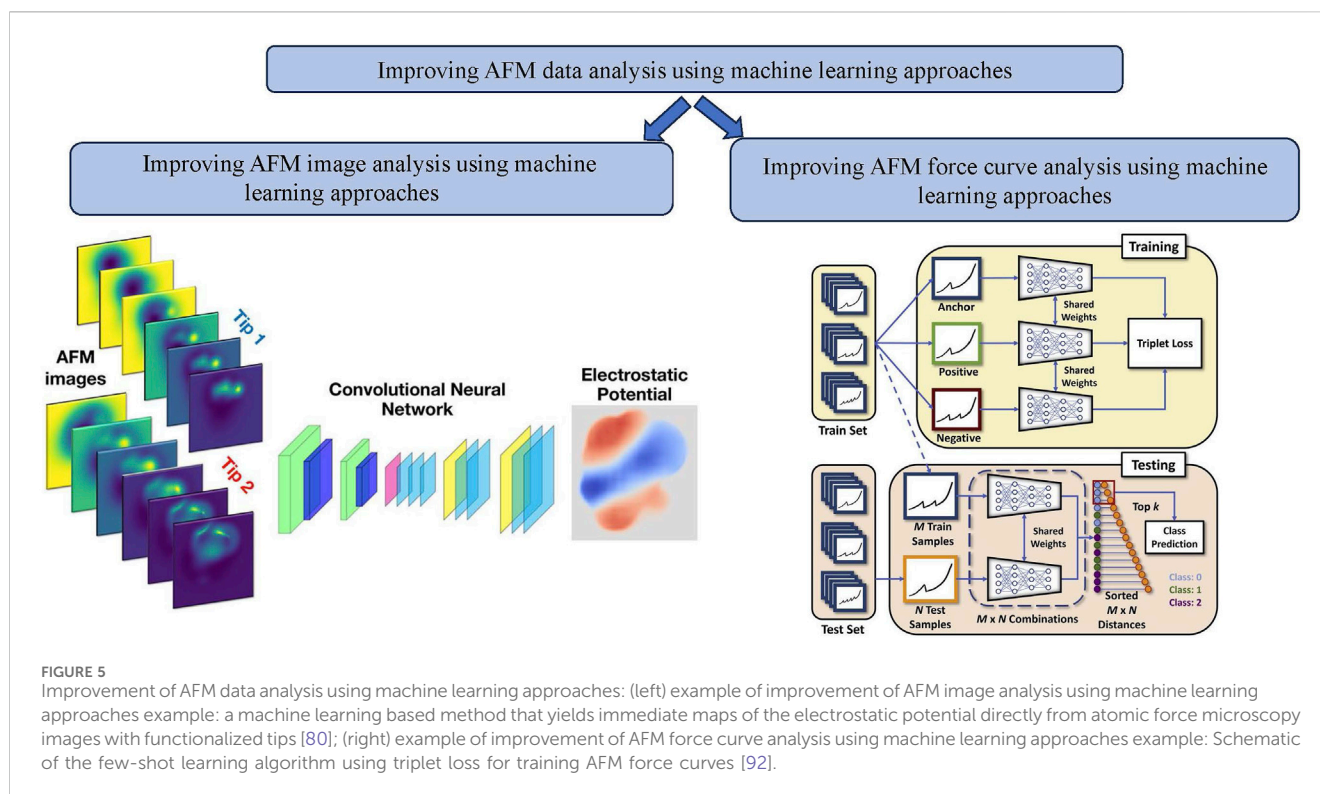 Improving AFM data analysis using machine learning approaches
Improving AFM image analysis using machine
learning approaches
Improving AFM force curve analysis using machine
learning approaches
AFM
images
Tip 1
Tip 2
Convolutional Neural
Network
Electrostatic
Potential
Training
Train Set
Anchor
Positive
Negative
Shared
Weights
Shared
Weights
Triplet Loss
Testing
Test Set
M Train
Samples
N Test
Samples
Shared
Weights
M x N Combinations
Top k
Class
Prediction
Class: 0
Class: 1
Class: 2
Sorted
M x N
Distances
FIGURE 5
Improvement of AFM data analysis using machine learning approaches: (left) example of improvement of AFM image analysis using machine learning
approaches example: a machine learning based method that yields immediate maps of the electrostatic potential directly from atomic force microscopy
images with functionalized tips [80]; (right) example of improvement of AFM force curve analysis using machine learning approaches example: Schematic
of the few-shot learning algorithm using triplet loss for training AFM force curves [92].